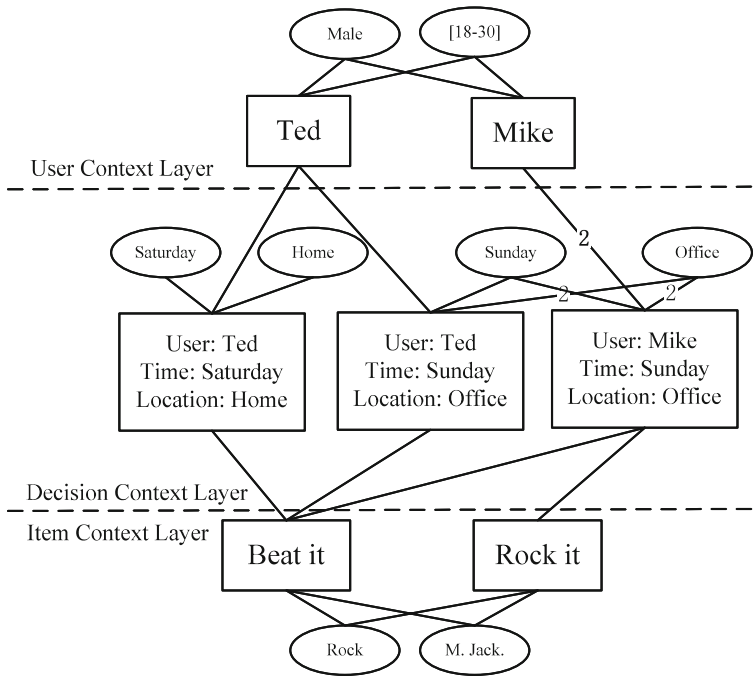 Male
[18-30]
Ted
Mike
User Context Layer
2
Saturday
Home
Sunday
Office
2
2
User: Ted
Time: Saturday
Location: Home
User: Ted
Time: Sunday
Location: Office
User: Mike
Time: Sunday
Location: Office
Decision Context Layer
Item Context Layer
Beat it
Rock it
Rock
M. Jack.